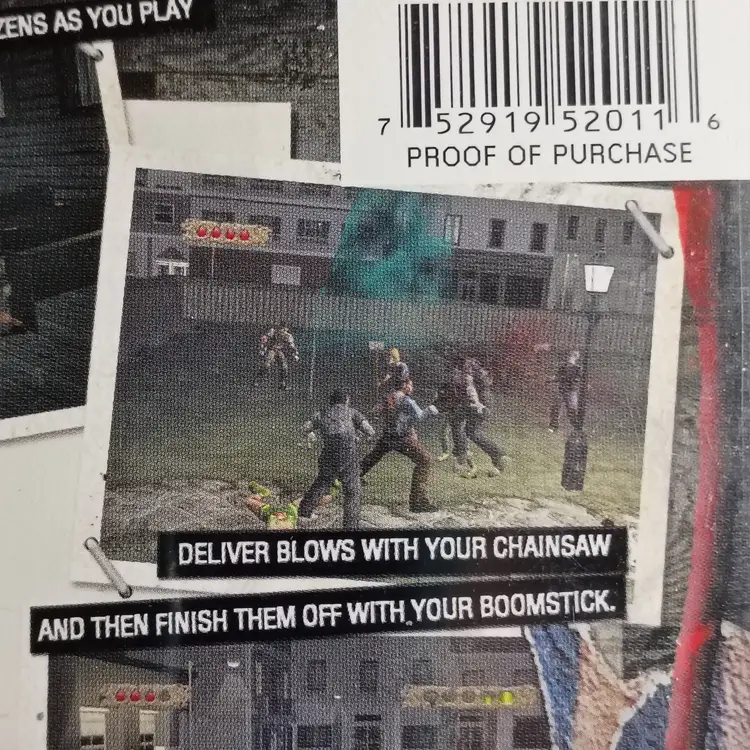 ZENS AS YOU PLAY
7 52919 52011 6
PROOF OF PURCHASE
DELIVER BLOWS WITH YOUR CHAINSAW
AND THEN FINISH THEM OFF WITH YOUR BOOMSTICK.